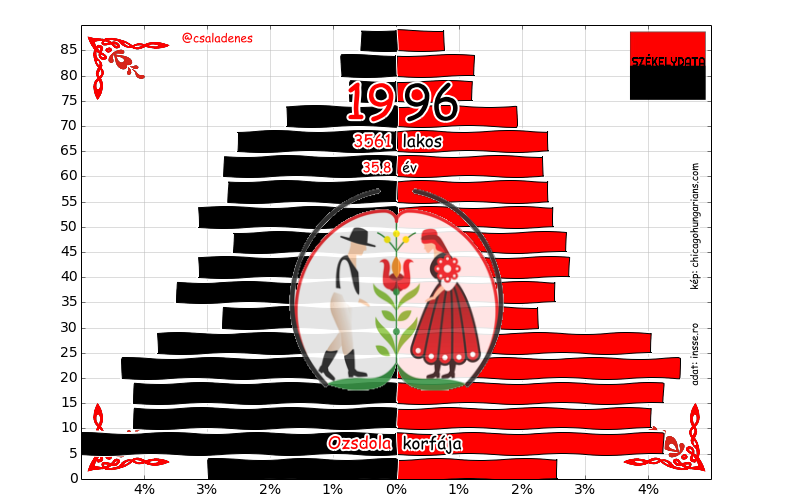 @csaladenes
SZÉKELYDATA
1996
3561 lakos
35.8 év
kép: chicagohungarians.com
adat: insse.ro
Ozsdola korfája
85
80
75
70
65
60
55
50
45
40
35
30
25
20
15
10
5
0
4% 3% 2% 1% 0% 1% 2% 3% 4%